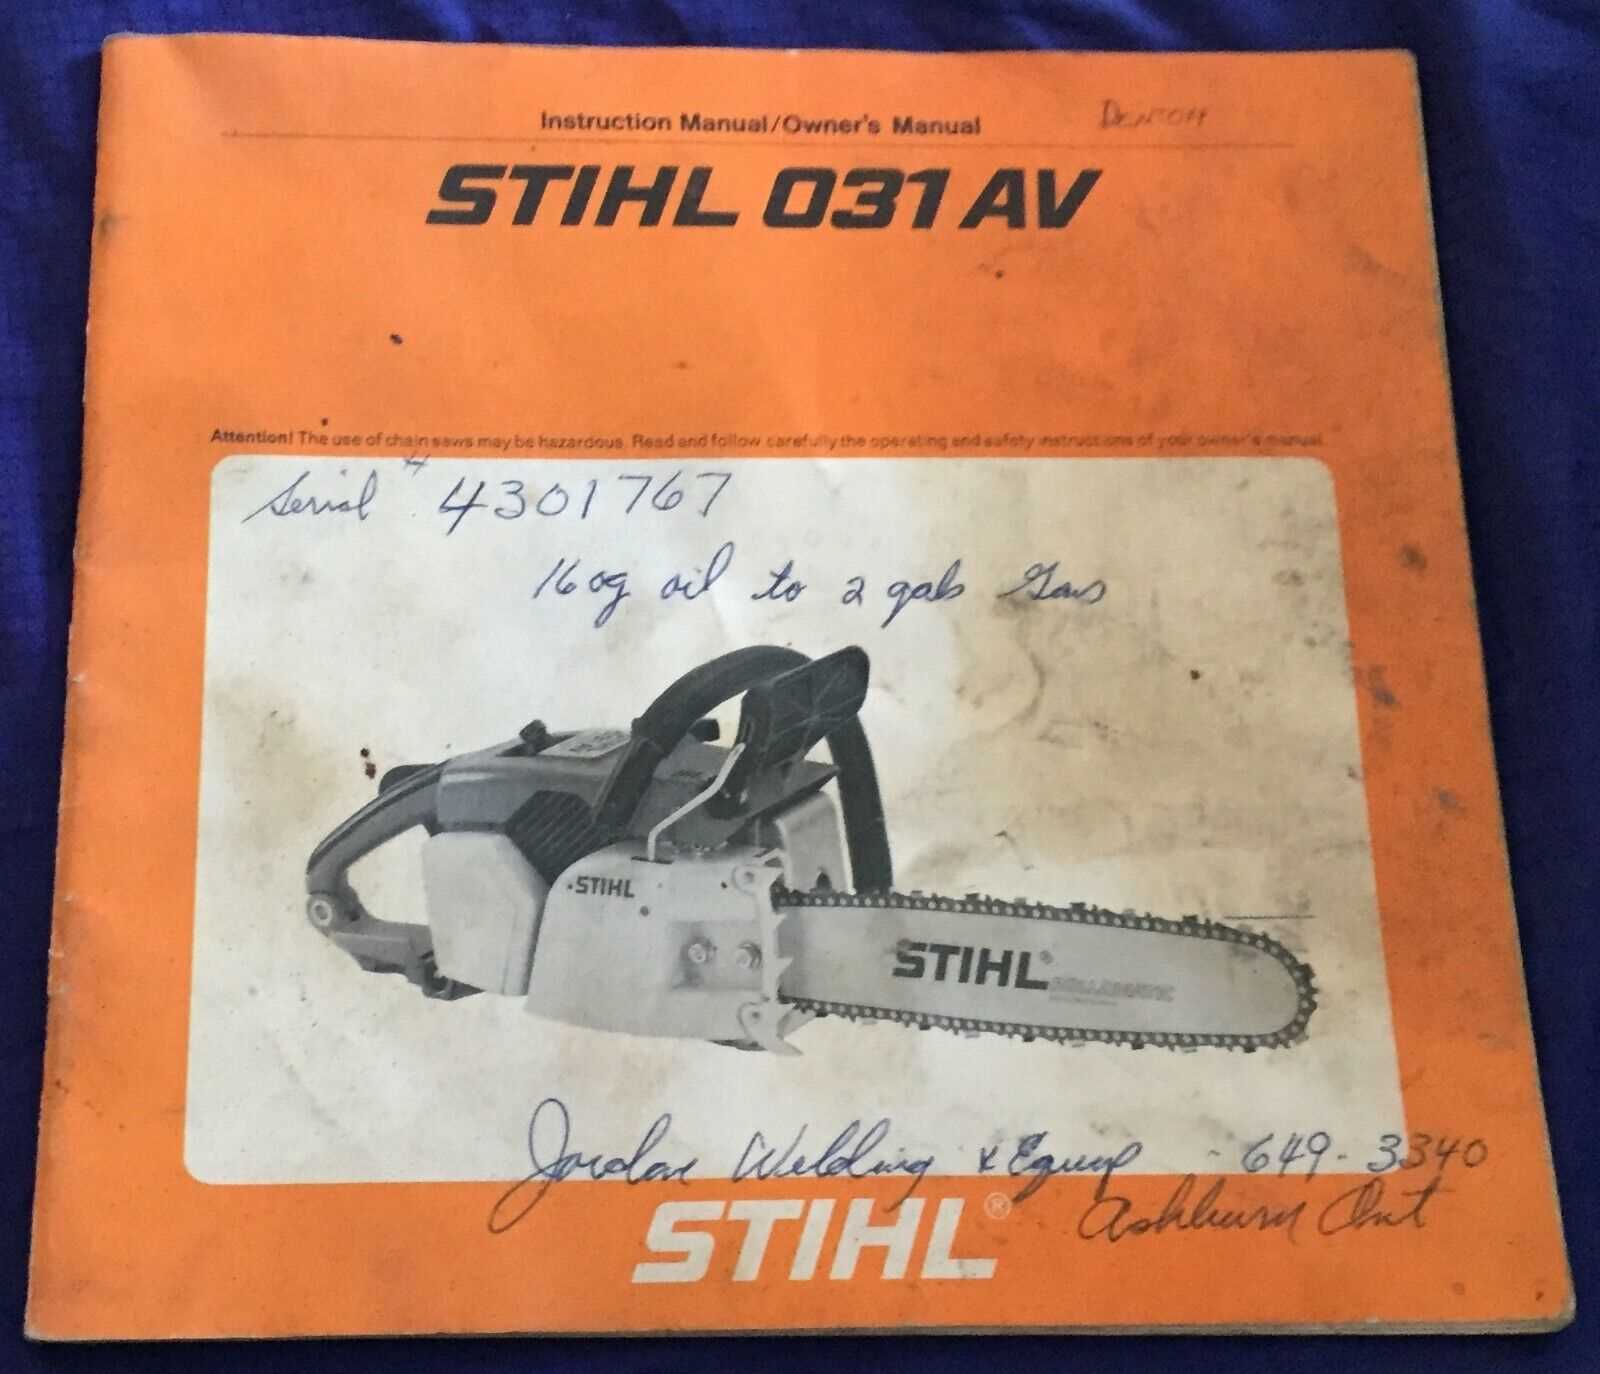 Instruction Manual/Owner's Manual
Denton
STIHL 031 AV
Attention! The use of chain saws may be hazardous. Read and follow carefully the operating and safety instructions of your owner's manual.
Serial # 4301767
16 oz oil to 2 gals Gas
STIHL
STIHL® ROLLOMATIC
Jordan Welding & Equip - 649-3340
Ashburn Ont
STIHL®